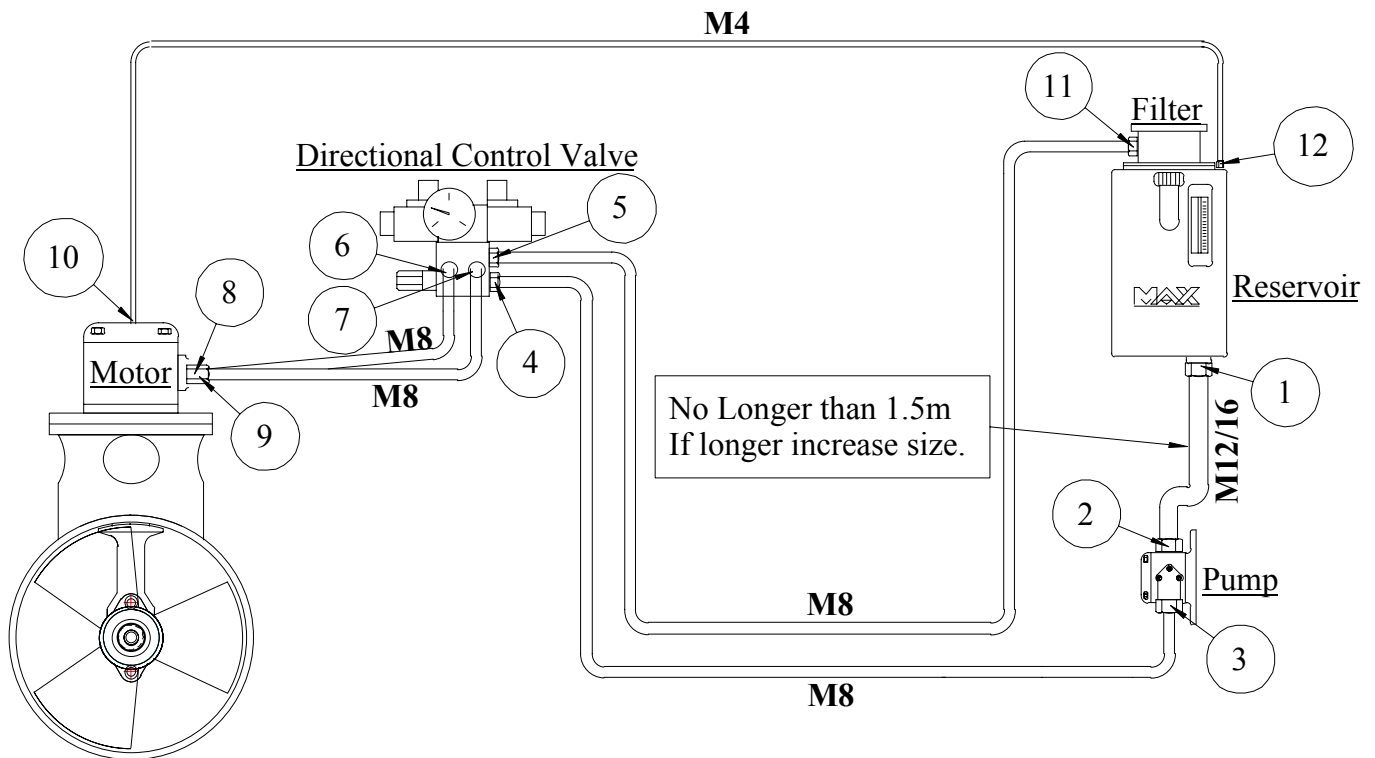 M4
11
Filter
12
Directional Control Valve
5
6
10
7
8
4
Reservoir
MAX
M8
Motor
M8
9
1
No Longer than 1.5m
If longer increase size.
M12/16
2
Pump
M8
3
M8